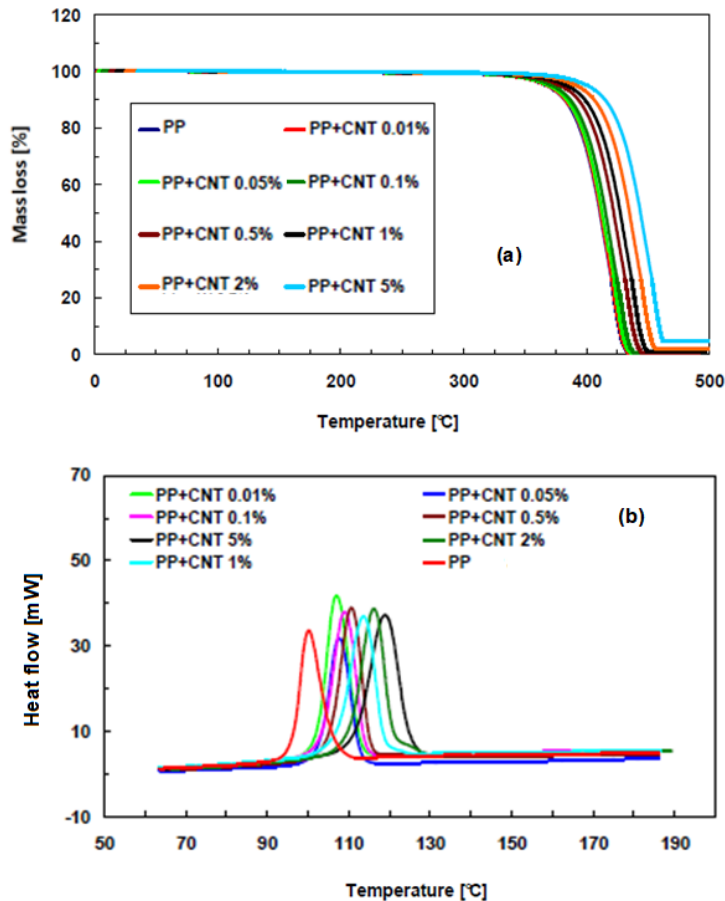 120
100
80
60
40
20
0
Mass loss [%]
PP
PP+CNT 0.01%
PP+CNT 0.05%
PP+CNT 0.1%
PP+CNT 0.5%
PP+CNT 1%
PP+CNT 2%
PP+CNT 5%
(a)
0 100 200 300 400 500
Temperature [°C]
70
50
30
10
-10
Heat flow [mW]
PP+CNT 0.01%
PP+CNT 0.05%
PP+CNT 0.1%
PP+CNT 0.5%
PP+CNT 5%
PP+CNT 2%
PP+CNT 1%
PP
(b)
50 70 90 110 130 150 170 190
Temperature [°C]